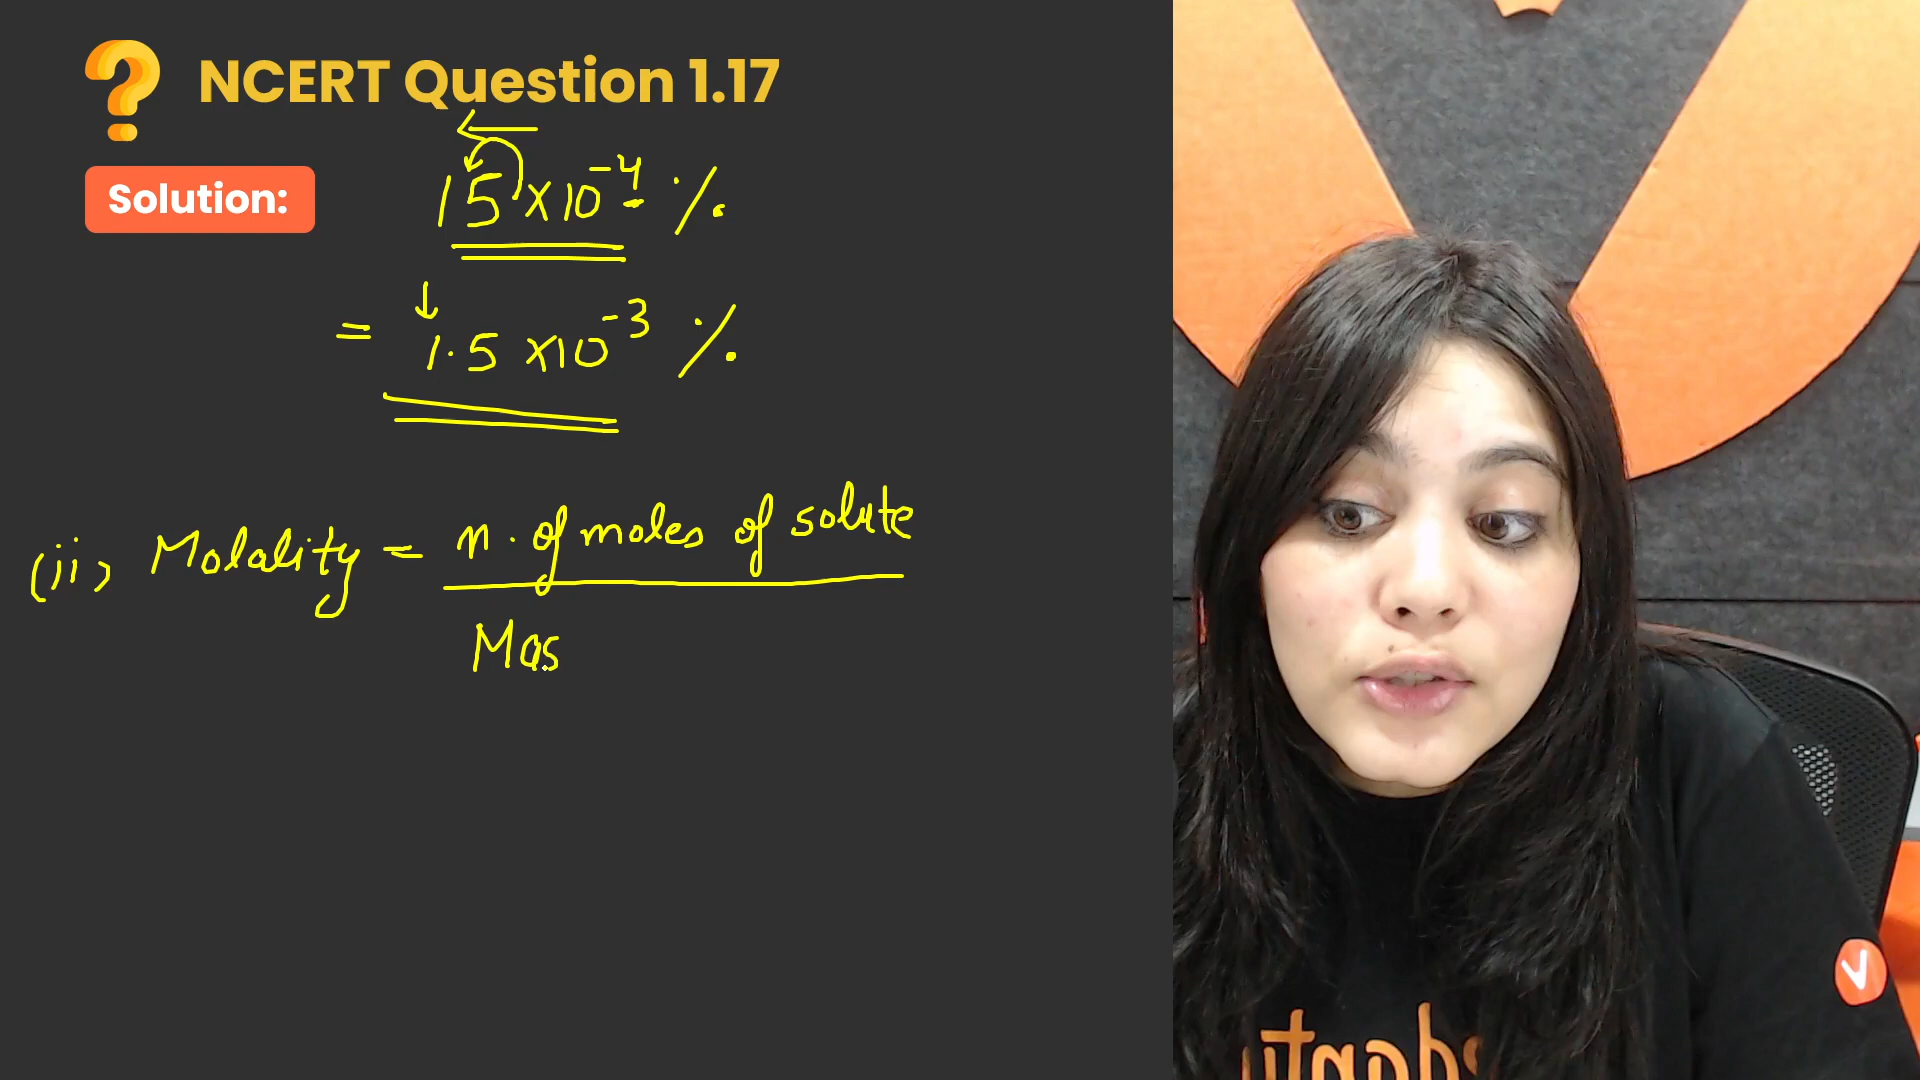 NCERT Question 1.17
Solution:
15 × 10⁻⁴ %
= 1.5 × 10⁻³ %
(ii) Molality = n. of moles of solute
Mas